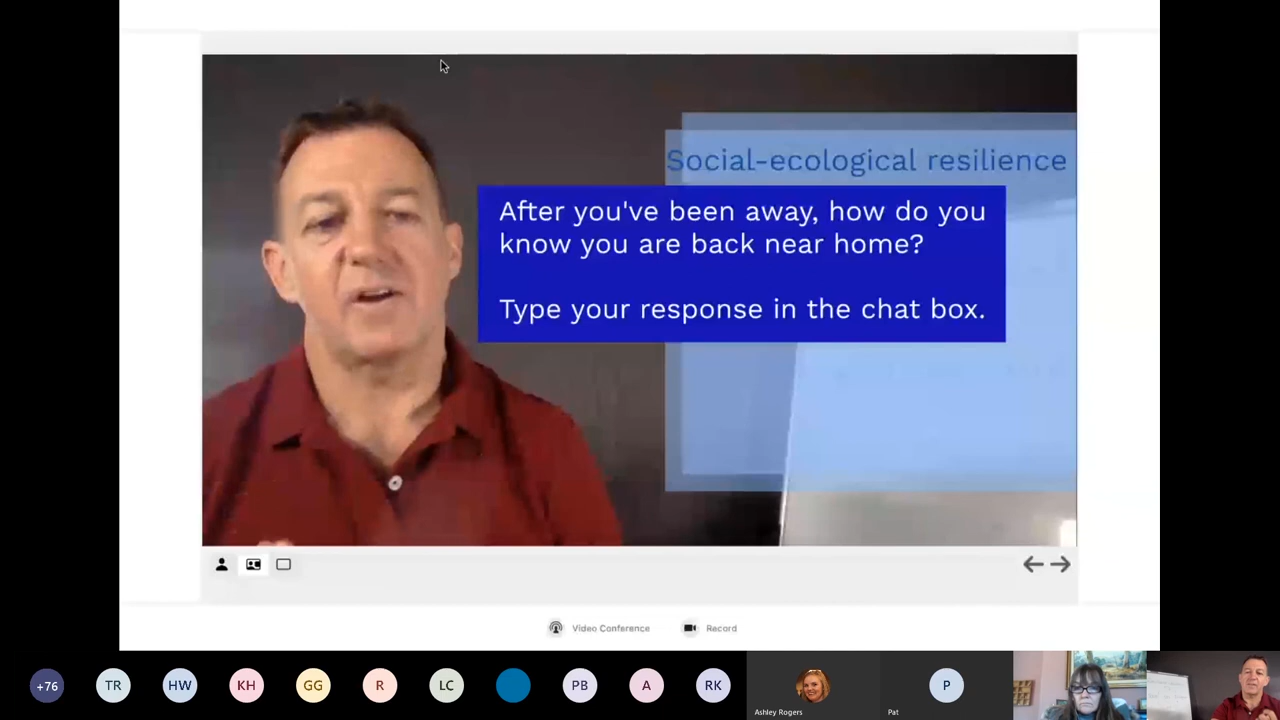 Social-ecological resilience
After you've been away, how do you
know you are back near home?
Type your response in the chat box.
Video Conference
Record
+76
TR
HW
KH
GG
R
LC
PB
A
RK
Ashley Rogers
P
Pat